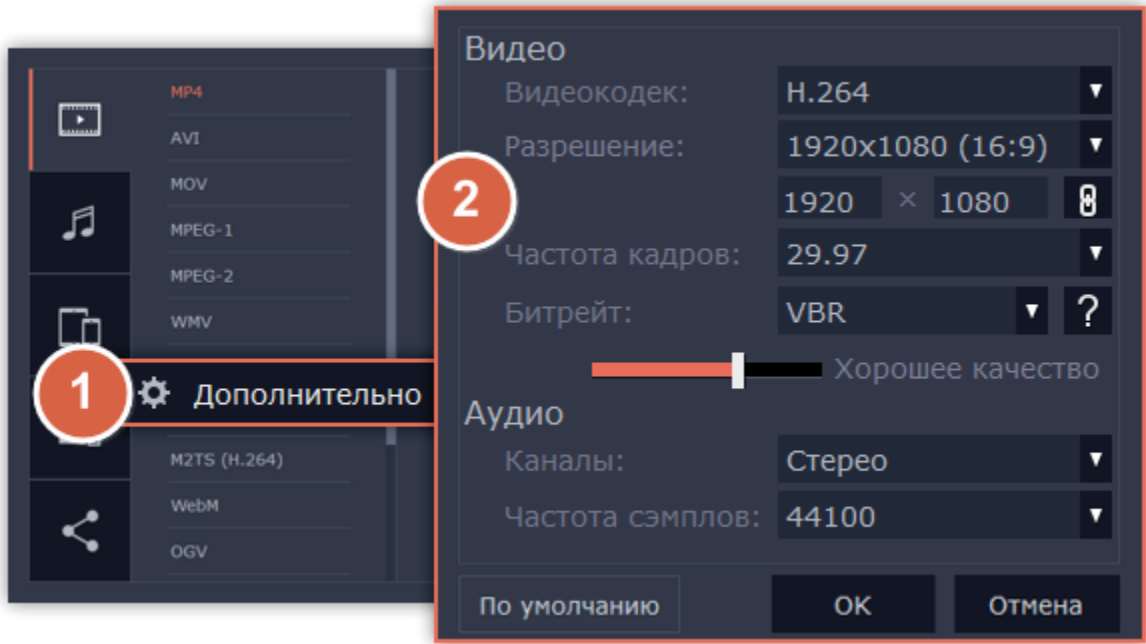 MP4
AVI
MOV
MPEG-1
MPEG-2
WMV
1
Дополнительно
M2TS (H.264)
WebM
OGV
2
Видео
Видеокодек: H.264
Разрешение: 1920x1080 (16:9)
1920 × 1080
Частота кадров: 29.97
Битрейт: VBR ?
Хорошее качество
Аудио
Каналы: Стерео
Частота сэмплов: 44100
По умолчанию OK Отмена